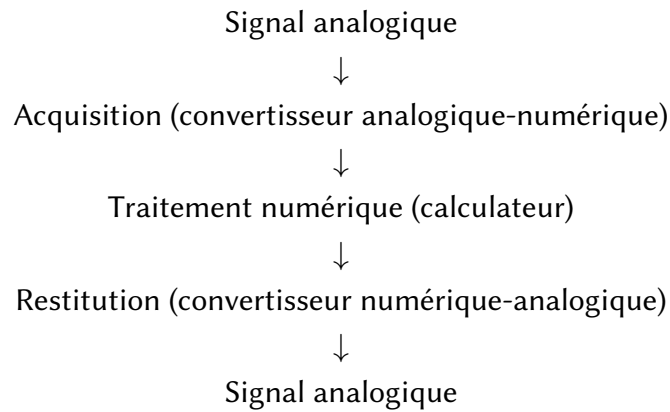 Signal analogique
↓
Acquisition (convertisseur analogique-numérique)
↓
Traitement numérique (calculateur)
↓
Restitution (convertisseur numérique-analogique)
↓
Signal analogique